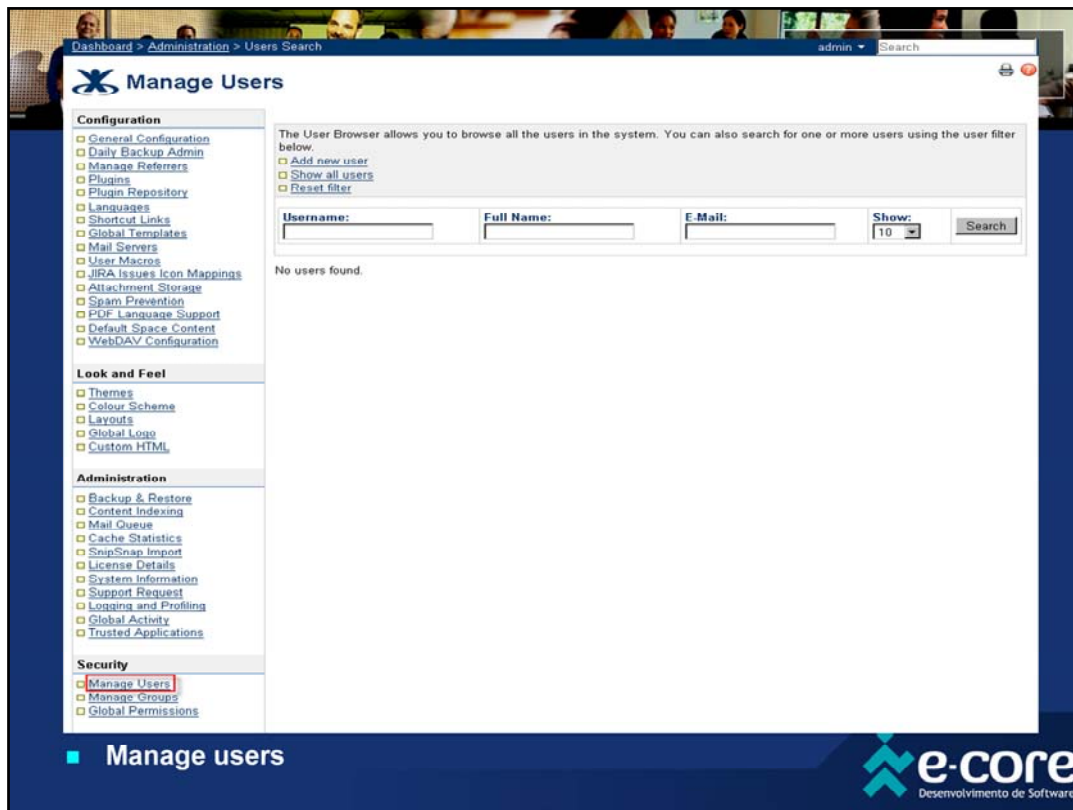 Dashboard > Administration > Users Search
admin
Search
Manage Users
Configuration
General Configuration
Daily Backup Admin
Manage Referrers
Plugins
Plugin Repository
Languages
Shortcut Links
Global Templates
Mail Servers
User Macros
JIRA Issues Icon Mappings
Attachment Storage
Spam Prevention
PDF Language Support
Default Space Content
WebDAV Configuration
Look and Feel
Themes
Colour Scheme
Layouts
Global Logo
Custom HTML
Administration
Backup & Restore
Content Indexing
Mail Queue
Cache Statistics
SnipSnap Import
License Details
System Information
Support Request
Logging and Profiling
Global Activity
Trusted Applications
Security
Manage Users
Manage Groups
Global Permissions
The User Browser allows you to browse all the users in the system. You can also search for one or more users using the user filter
below.
Add new user
Show all users
Reset filter
Username: Full Name: E-Mail: Show:
10 Search
No users found.
Manage users
e-core
Desenvolvimento de Software